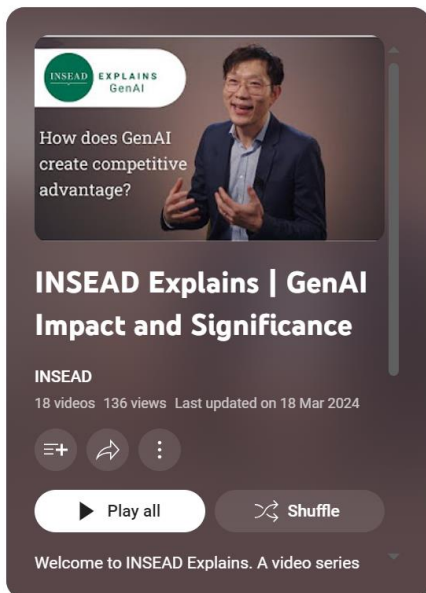 INSEAD
EXPLAINS
GenAI
How does GenAI
create competitive
advantage?
INSEAD Explains | GenAI
Impact and Significance
INSEAD
18 videos 136 views Last updated on 18 Mar 2024
Play all
Shuffle
Welcome to INSEAD Explains. A video series